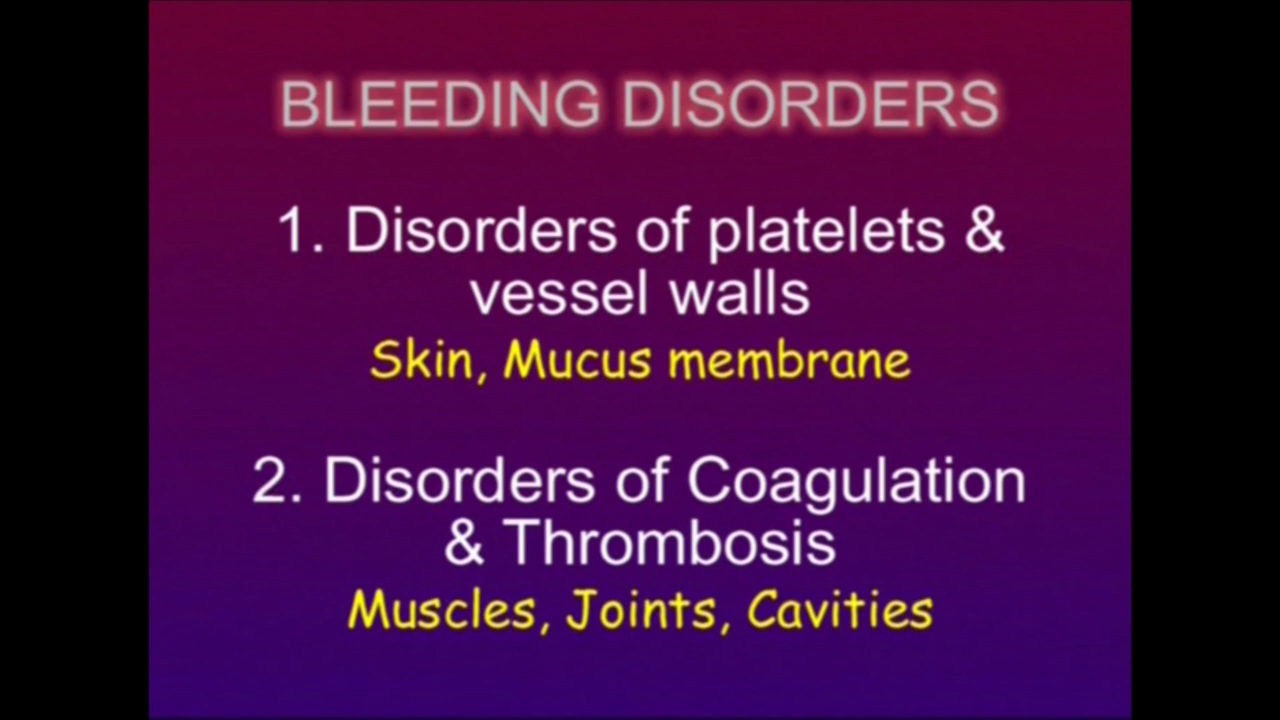 BLEEDING DISORDERS
1. Disorders of platelets &
vessel walls
Skin, Mucus membrane
2. Disorders of Coagulation
& Thrombosis
Muscles, Joints, Cavities